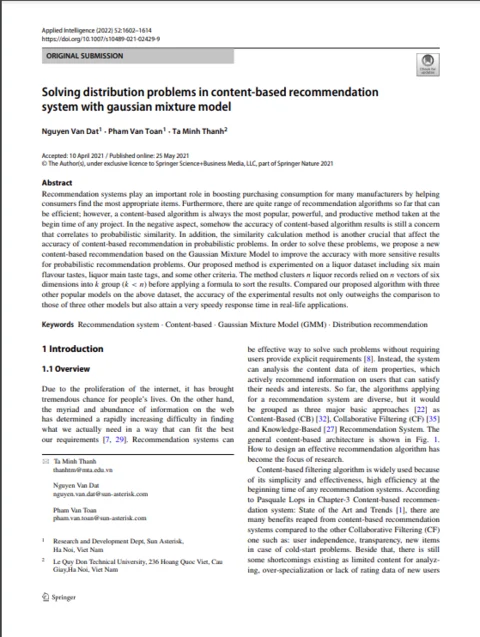 Applied Intelligence (2022) 52:1602–1614
https://doi.org/10.1007/s10489-021-02429-9
ORIGINAL SUBMISSION
Solving distribution problems in content-based recommendation
system with gaussian mixture model
Nguyen Van Dat1 · Pham Van Toan1 · Ta Minh Thanh2
Accepted: 10 April 2021 / Published online: 25 May 2021
© The Author(s), under exclusive licence to Springer Science+Business Media, LLC, part of Springer Nature 2021
Abstract
Recommendation systems play an important role in boosting purchasing consumption for many manufacturers by helping
consumers find the most appropriate items. Furthermore, there are quite range of recommendation algorithms so far that can
be efficient; however, a content-based algorithm is always the most popular, powerful, and productive method taken at the
begin time of any project. In the negative aspect, somehow the accuracy of content-based algorithm results is still a concern
that correlates to probabilistic similarity. In addition, the similarity calculation method is another crucial that affect the
accuracy of content-based recommendation in probabilistic problems. In order to solve these problems, we propose a new
content-based recommendation based on the Gaussian Mixture Model to improve the accuracy with more sensitive results
for probabilistic recommendation problems. Our proposed method is experimented on a liquor dataset including six main
flavour tastes, liquor main taste tags, and some other criteria. The method clusters n liquor records relied on n vectors of six
dimensions into k group (k < n) before applying a formula to sort the results. Compared our proposed algorithm with three
other popular models on the above dataset, the accuracy of the experimental results not only outweighs the comparison to
those of three other models but also attain a very speedy response time in real-life applications.
Keywords Recommendation system · Content-based · Gaussian Mixture Model (GMM) · Distribution recommendation
1 Introduction
1.1 Overview
Due to the proliferation of the internet, it has brought
tremendous chance for people's lives. On the other hand,
the myriad and abundance of information on the web
has determined a rapidly increasing difficulty in finding
what we actually need in a way that can fit the best
our requirements [7, 29]. Recommendation systems can
Ta Minh Thanh
thanhtm@mta.edu.vn
Nguyen Van Dat
nguyen.van.dat@sun-asterisk.com
Pham Van Toan
pham.van.toan@sun-asterisk.com
1 Research and Development Dept, Sun Asterisk,
Ha Noi, Viet Nam
2 Le Quy Don Technical University, 236 Hoang Quoc Viet, Cau
Giay,Ha Noi, Viet Nam
be effective way to solve such problems without requiring
users provide explicit requirements [8]. Instead, the system
can analysis the content data of item properties, which
actively recommend information on users that can satisfy
their needs and interests. So far, the algorithms applying
for a recommendation system are diverse, but it would
be grouped as three major basic approaches [22] as
Content-Based (CB) [32], Collaborative Filtering (CF) [35]
and Knowledge-Based [27] Recommendation System. The
general content-based architecture is shown in Fig. 1.
How to design an effective recommendation algorithm has
become the focus of research.
Content-based filtering algorithm is widely used because
of its simplicity and effectiveness, high efficiency at the
beginning time of any recommendation systems. According
to Pasquale Lops in Chapter-3 Content-based recommen-
dation system: State of the Art and Trends [1], there are
many benefits reaped from content-based recommendation
systems compared to the other Collaborative Filtering (CF)
one such as: user independence, transparency, new items
in case of cold-start problems. Beside that, there is still
some shortcomings existing as limited content for analyz-
ing, over-specialization or lack of rating data of new users
Springer